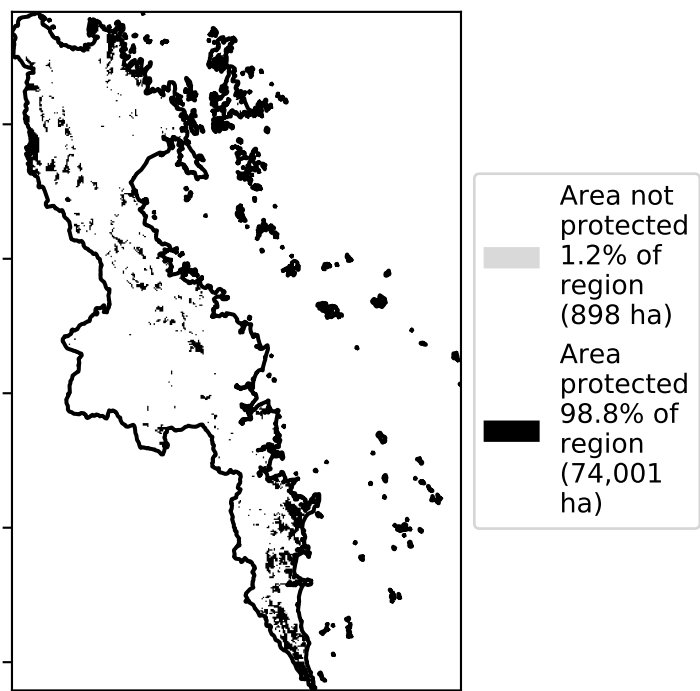 Area not
protected
1.2% of
region
(898 ha)
Area
protected
98.8% of
region
(74,001
ha)